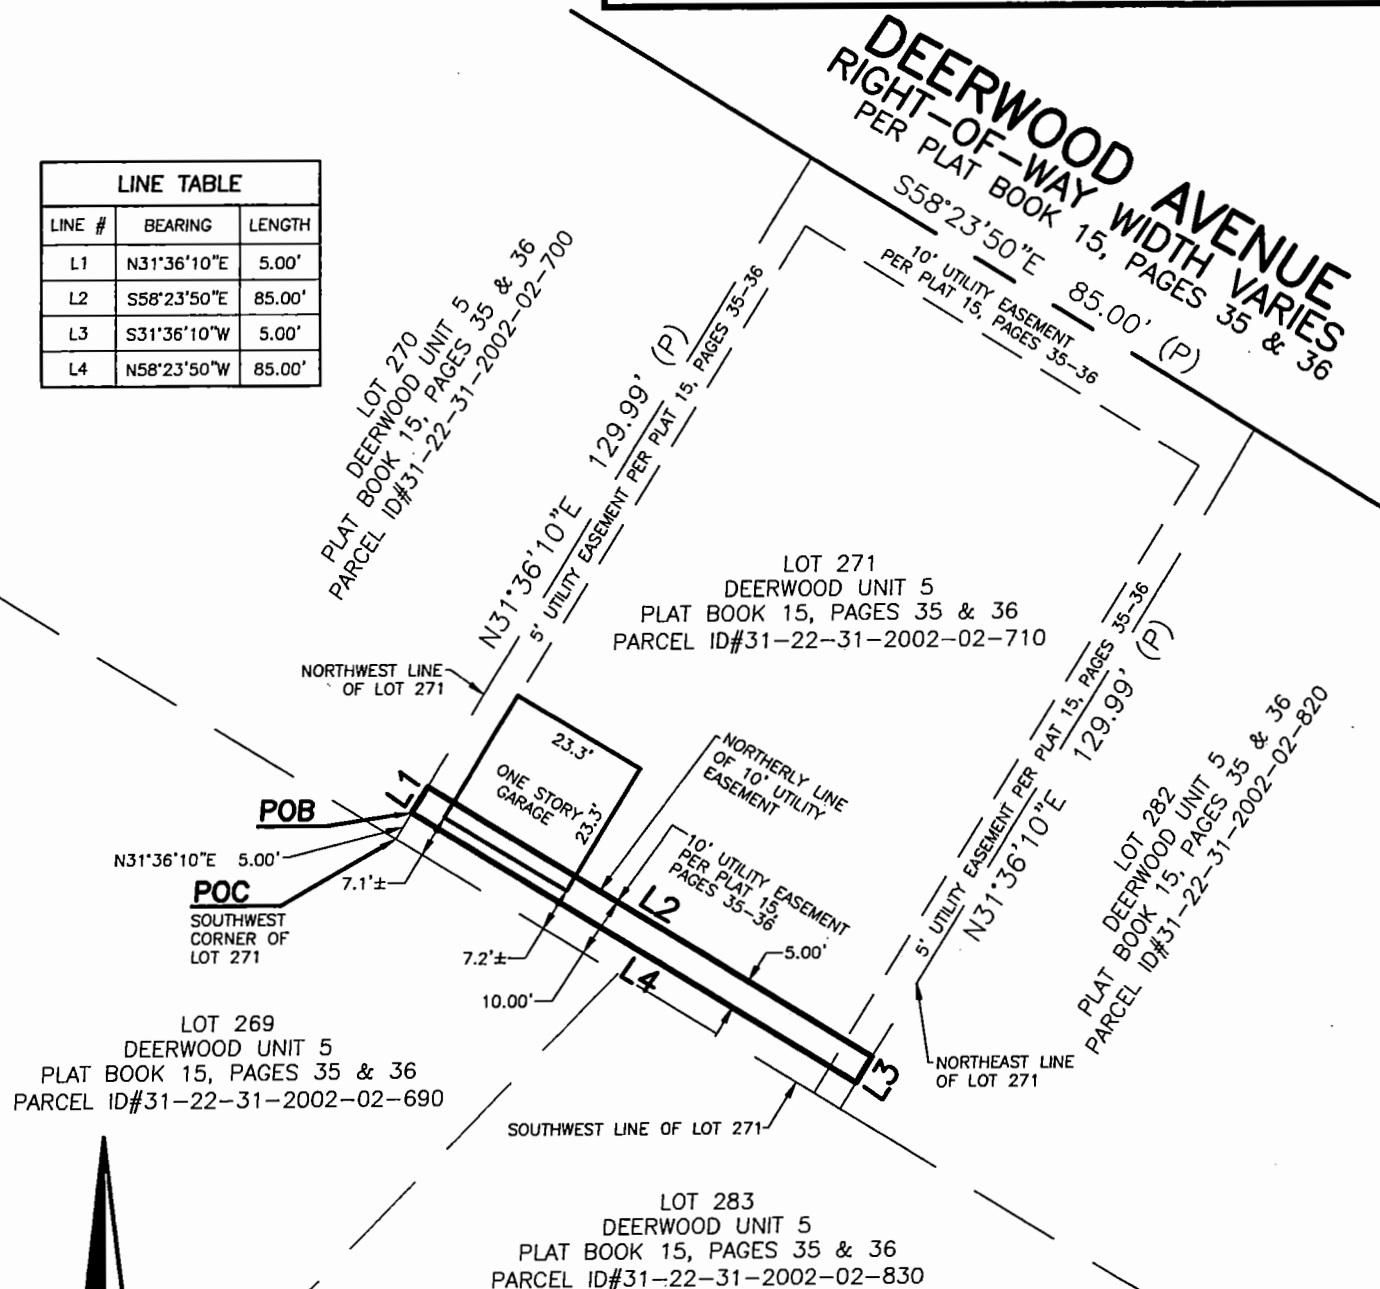 DEERWOOD AVENUE
RIGHT-OF-WAY WIDTH VARIES
PER PLAT BOOK 15, PAGES 35 & 36
S58°23'50"E 85.00' (P)
10' UTILITY EASEMENT
PER PLAT 15, PAGES 35-36
LINE TABLE
LINE # BEARING LENGTH
L1 N31°36'10"E 5.00'
L2 S58°23'50"E 85.00'
L3 S31°36'10"W 5.00'
L4 N58°23'50"W 85.00'
LOT 270
DEERWOOD UNIT 5
PLAT BOOK 15, PAGES 35 & 36
PARCEL ID#31-22-31-2002-02-700
N31°36'10"E 129.99' (P)
5' UTILITY EASEMENT PER PLAT 15, PAGES 35-36
LOT 271
DEERWOOD UNIT 5
PLAT BOOK 15, PAGES 35 & 36
PARCEL ID#31-22-31-2002-02-710
NORTHWEST LINE
OF LOT 271
23.3'
ONE STORY
GARAGE
23.3'
NORTHERLY LINE
OF 10' UTILITY
EASEMENT
10' UTILITY EASEMENT
PER PLAT 15,
PAGES 35-36
5' UTILITY EASEMENT PER PLAT 15, PAGES 35-36
N31°36'10"E 129.99' (P)
LOT 282
DEERWOOD UNIT 5
PLAT BOOK 15, PAGES 35 & 36
PARCEL ID#31-22-31-2002-02-820
L1
POB
N31°36'10"E 5.00'
POC
SOUTHWEST
CORNER OF
LOT 271
7.1'±
7.2'±
10.00'
L2
5.00'
L4
L3
NORTHEAST LINE
OF LOT 271
SOUTHWEST LINE OF LOT 271
LOT 269
DEERWOOD UNIT 5
PLAT BOOK 15, PAGES 35 & 36
PARCEL ID#31-22-31-2002-02-690
LOT 283
DEERWOOD UNIT 5
PLAT BOOK 15, PAGES 35 & 36
PARCEL ID#31-22-31-2002-02-830